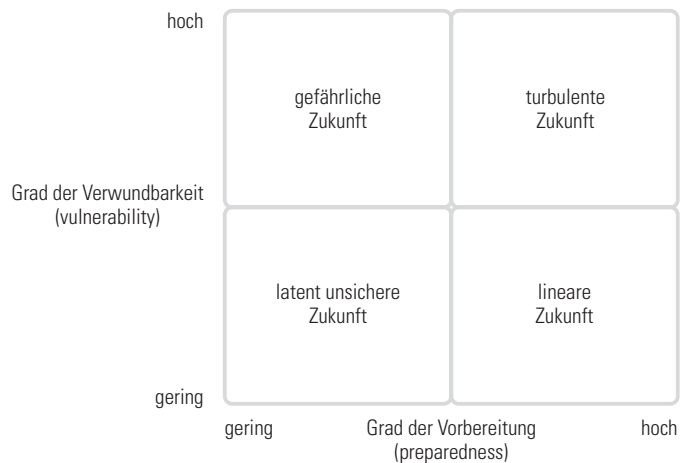 hoch
gefährliche
Zukunft
turbulente
Zukunft
Grad der Verwundbarkeit
(vulnerability)
latent unsichere
Zukunft
lineare
Zukunft
gering
gering
Grad der Vorbereitung
(preparedness)
hoch